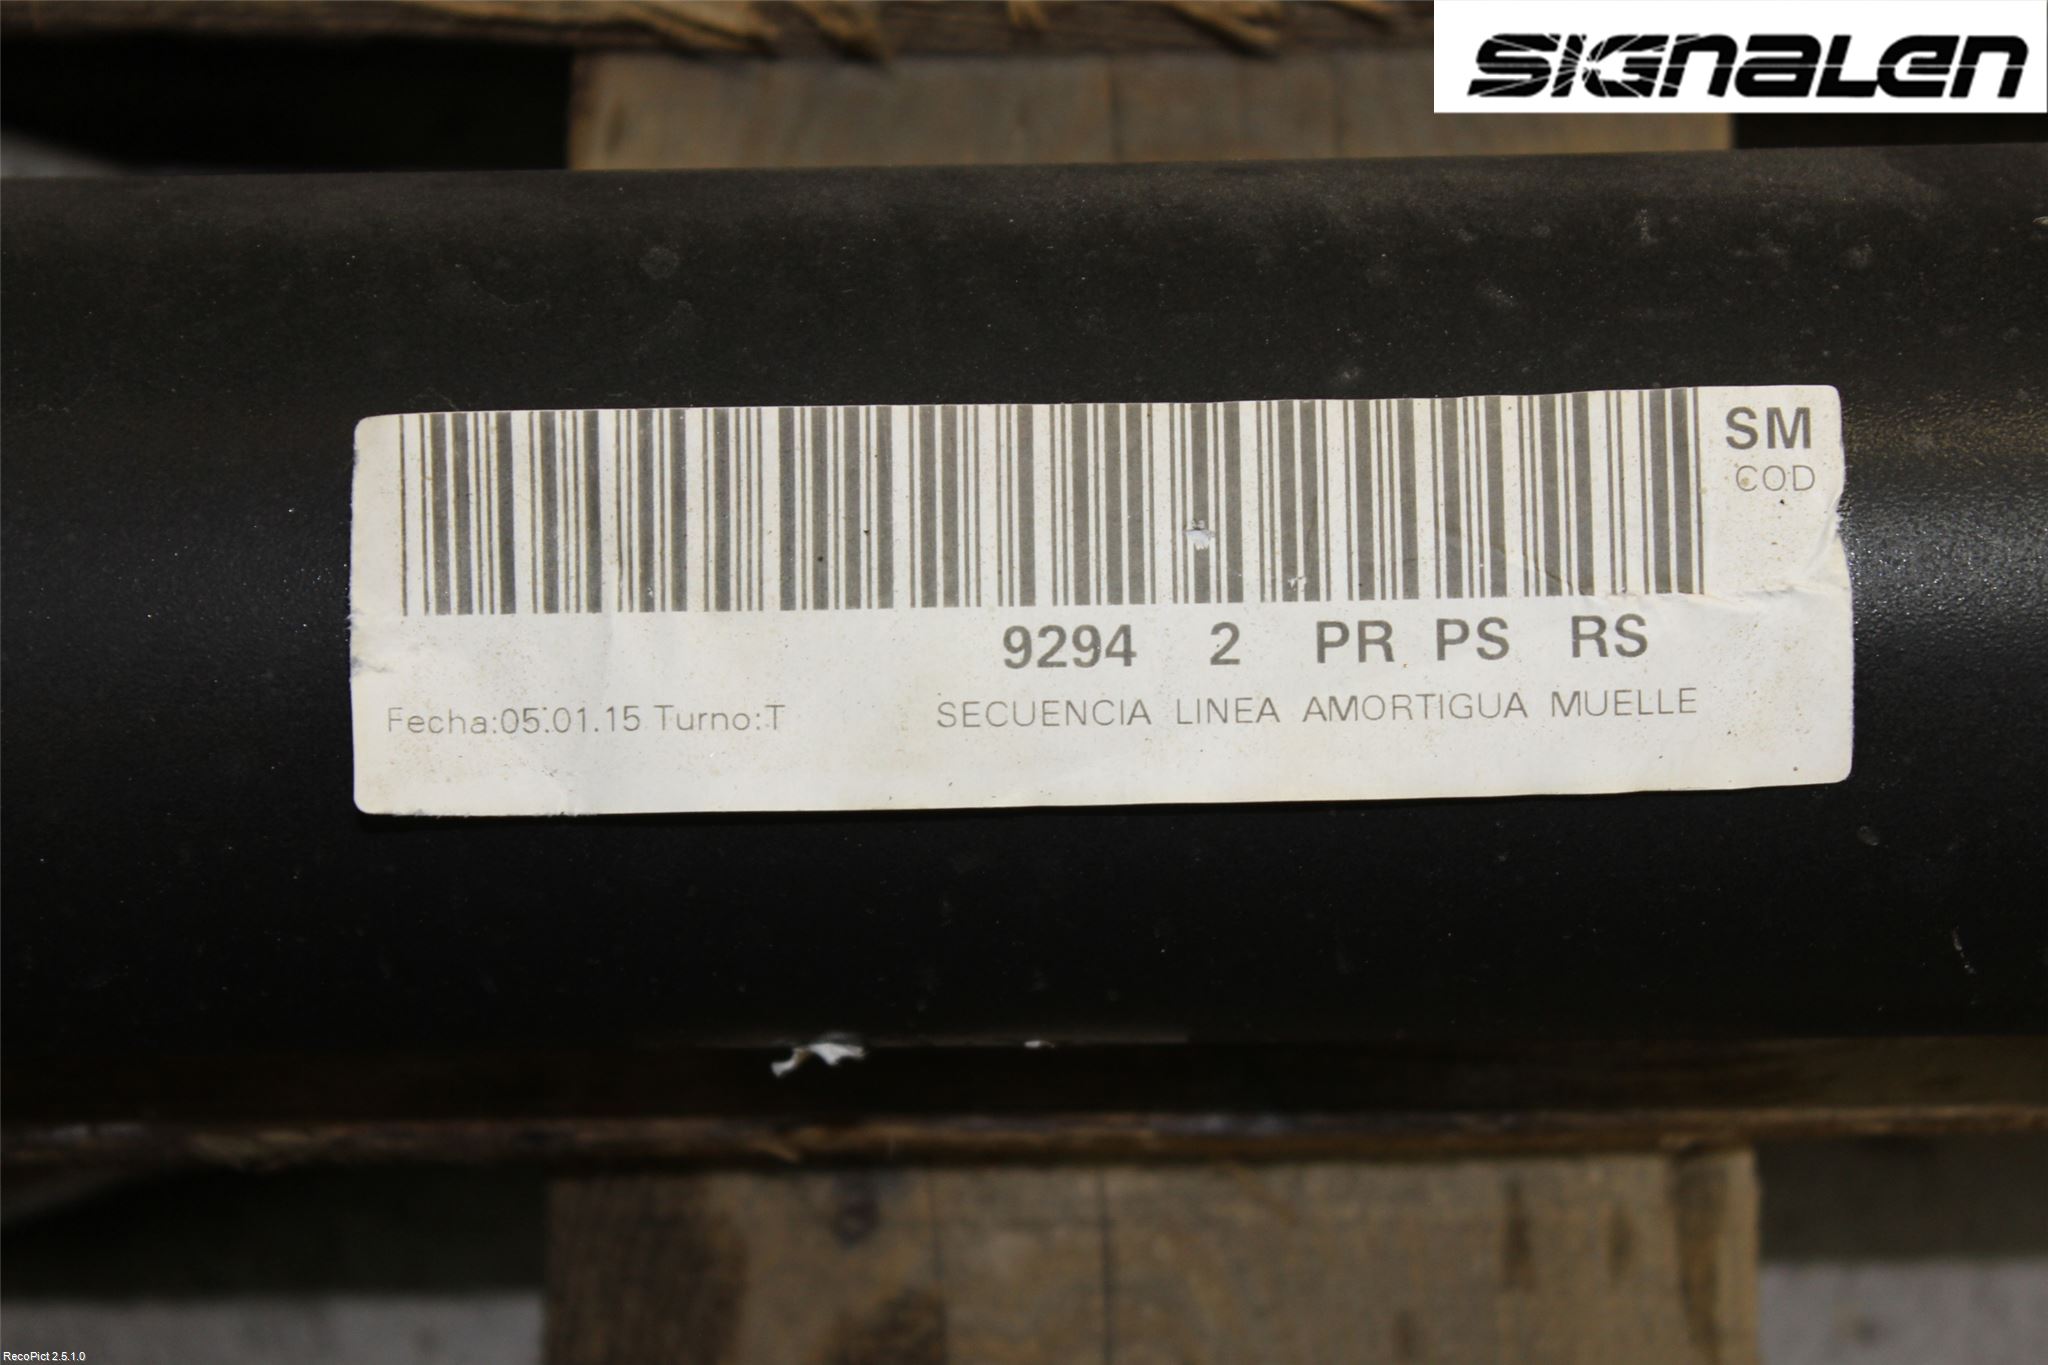 SIGNALEN
SM
COD
9294 2 PR PS RS
Fecha:05.01.15 Turno:T SECUENCIA LINEA AMORTIGUA MUELLE
RecoPict 2.5.1.0